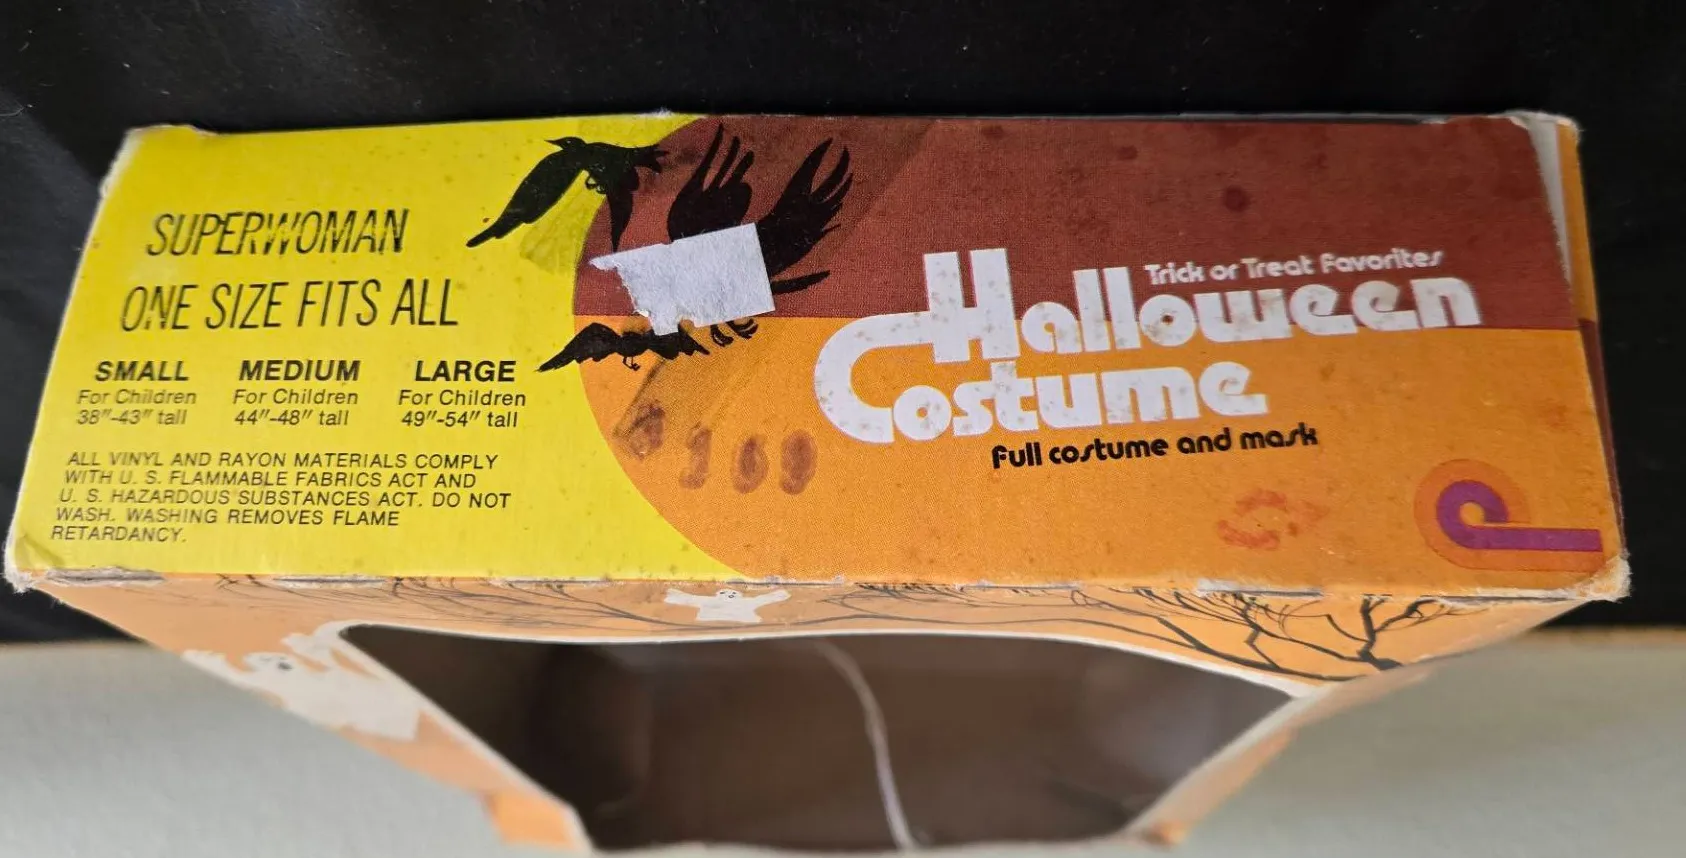 SUPERWOMAN
ONE SIZE FITS ALL
SMALL MEDIUM LARGE
For Children For Children For Children
38"-43" tall 44"-48" tall 49"-54" tall
ALL VINYL AND RAYON MATERIALS COMPLY
WITH U. S. FLAMMABLE FABRICS ACT AND
U. S. HAZARDOUS SUBSTANCES ACT. DO NOT
WASH. WASHING REMOVES FLAME
RETARDANCY.
Trick or Treat favorites
Halloween
Costume
full costume and mask